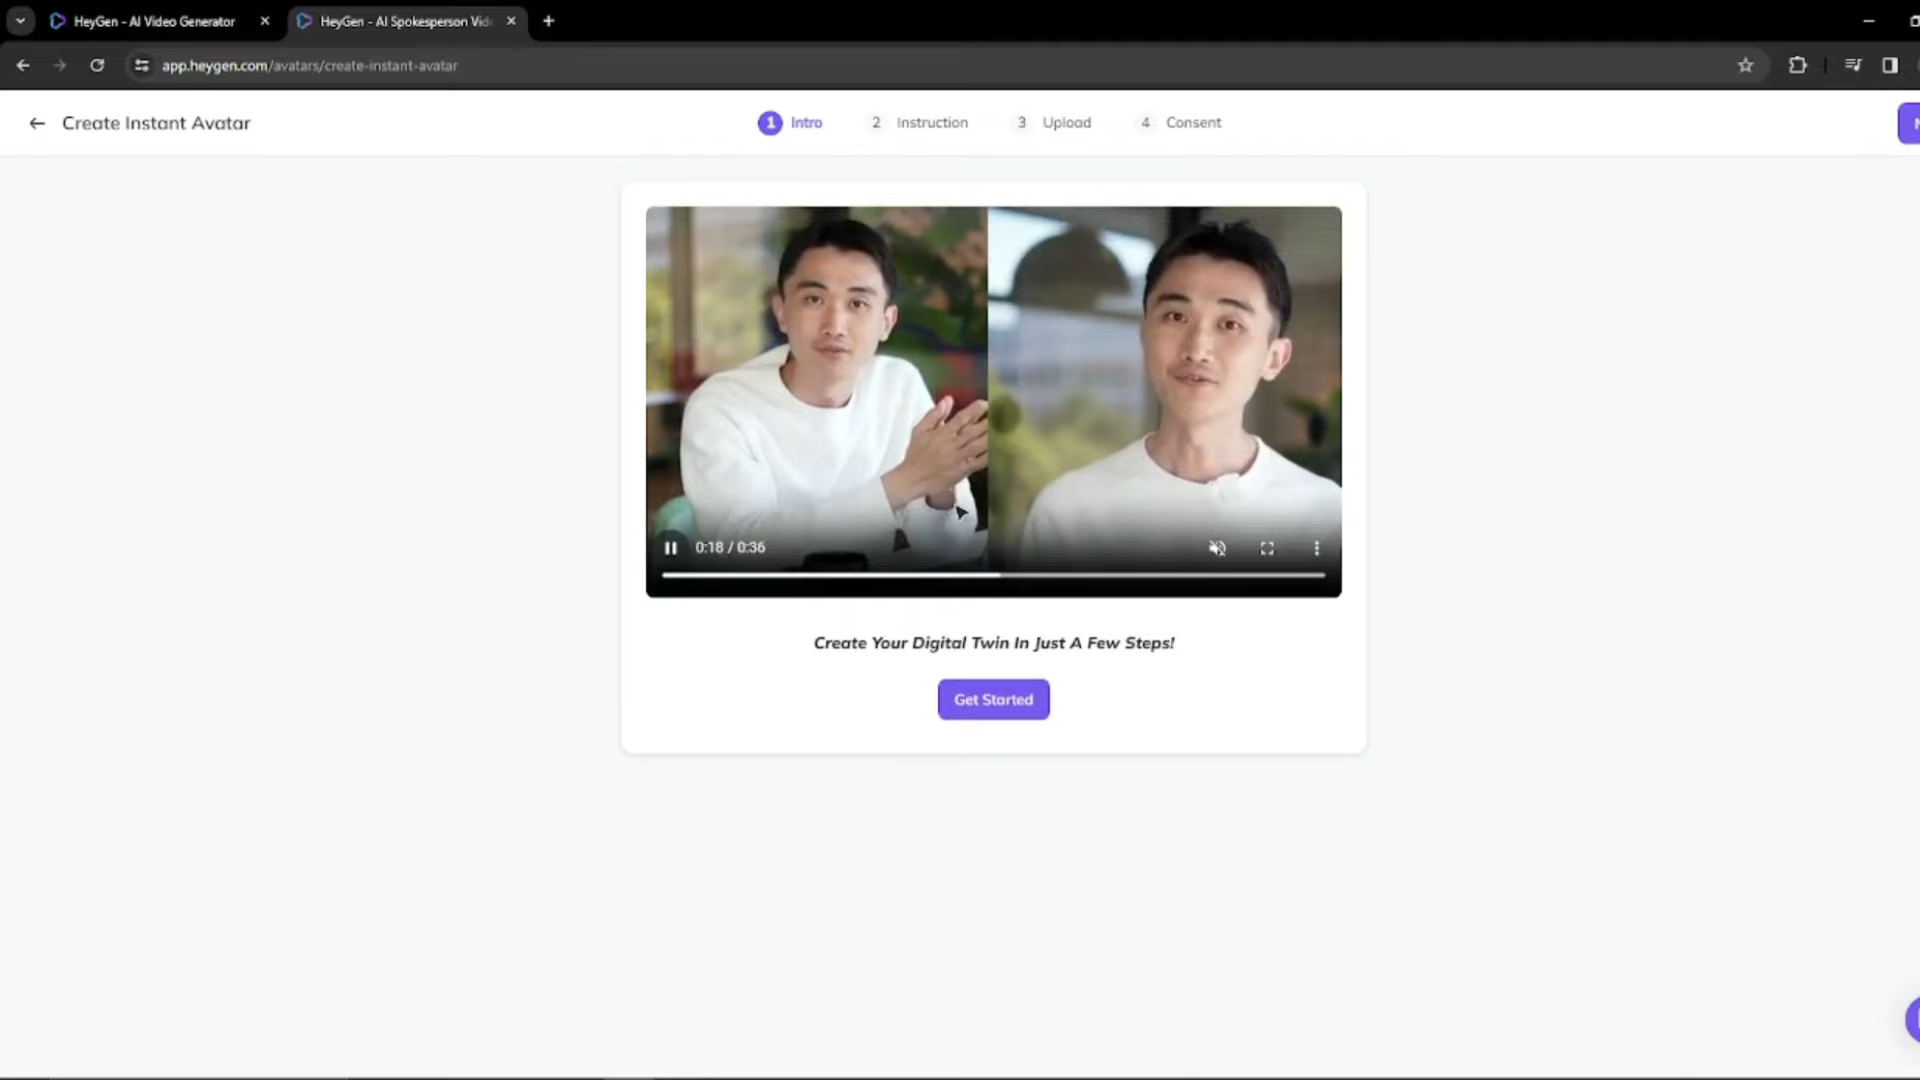 HeyGen - AI Video Generator
HeyGen - AI Spokesperson Vid
app.heygen.com/avatars/create-instant-avatar
Create Instant Avatar
1 Intro
2 Instruction
3 Upload
4 Consent
0:18 / 0:36
Create Your Digital Twin In Just A Few Steps!
Get Started